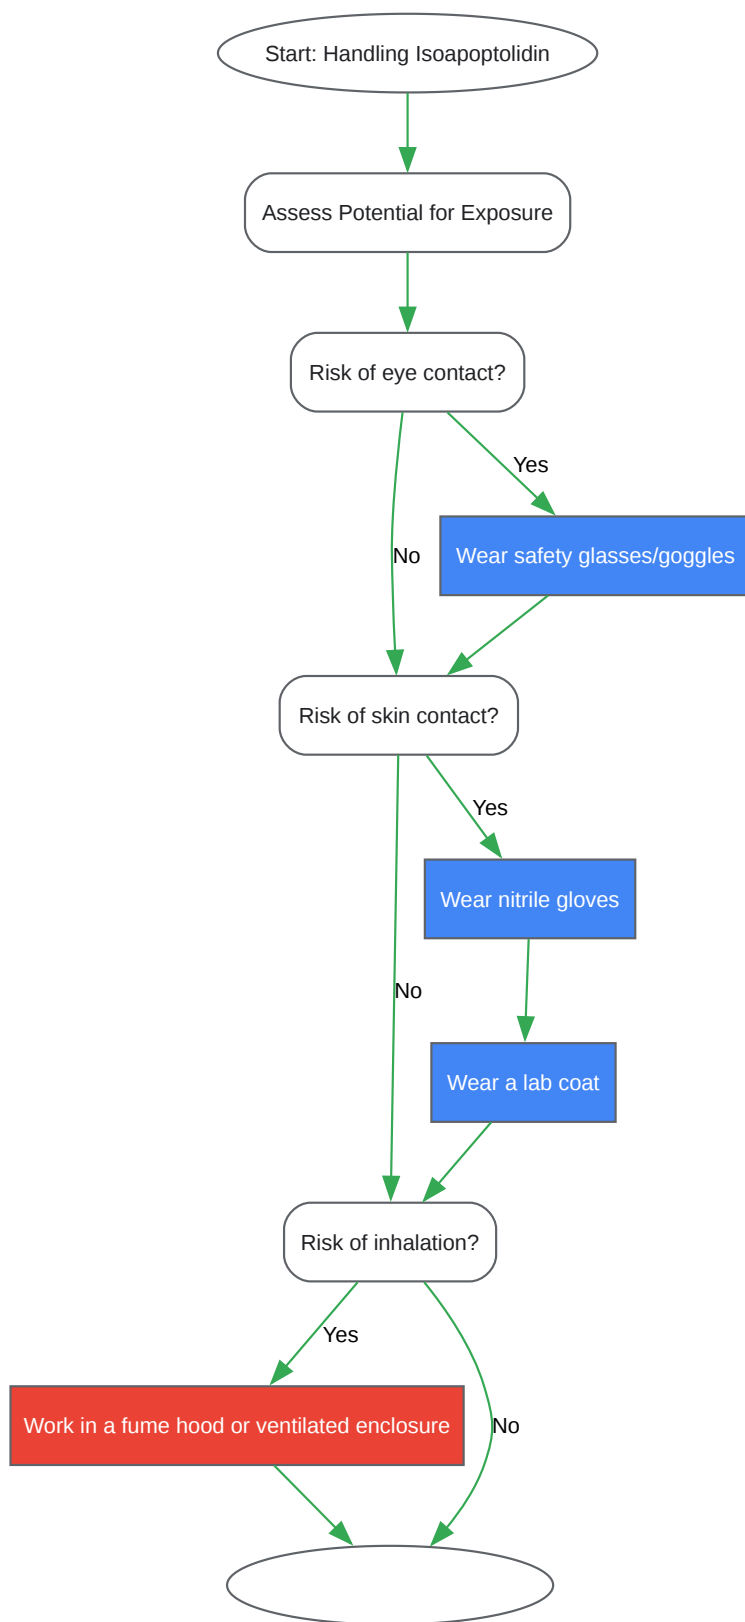 Start: Handling Isoapoptolidin
Assess Potential for Exposure
Risk of eye contact?
Yes
No
Wear safety glasses/goggles
Risk of skin contact?
Yes
Wear nitrile gloves
No
Wear a lab coat
Risk of inhalation?
Yes
Work in a fume hood or ventilated enclosure
No